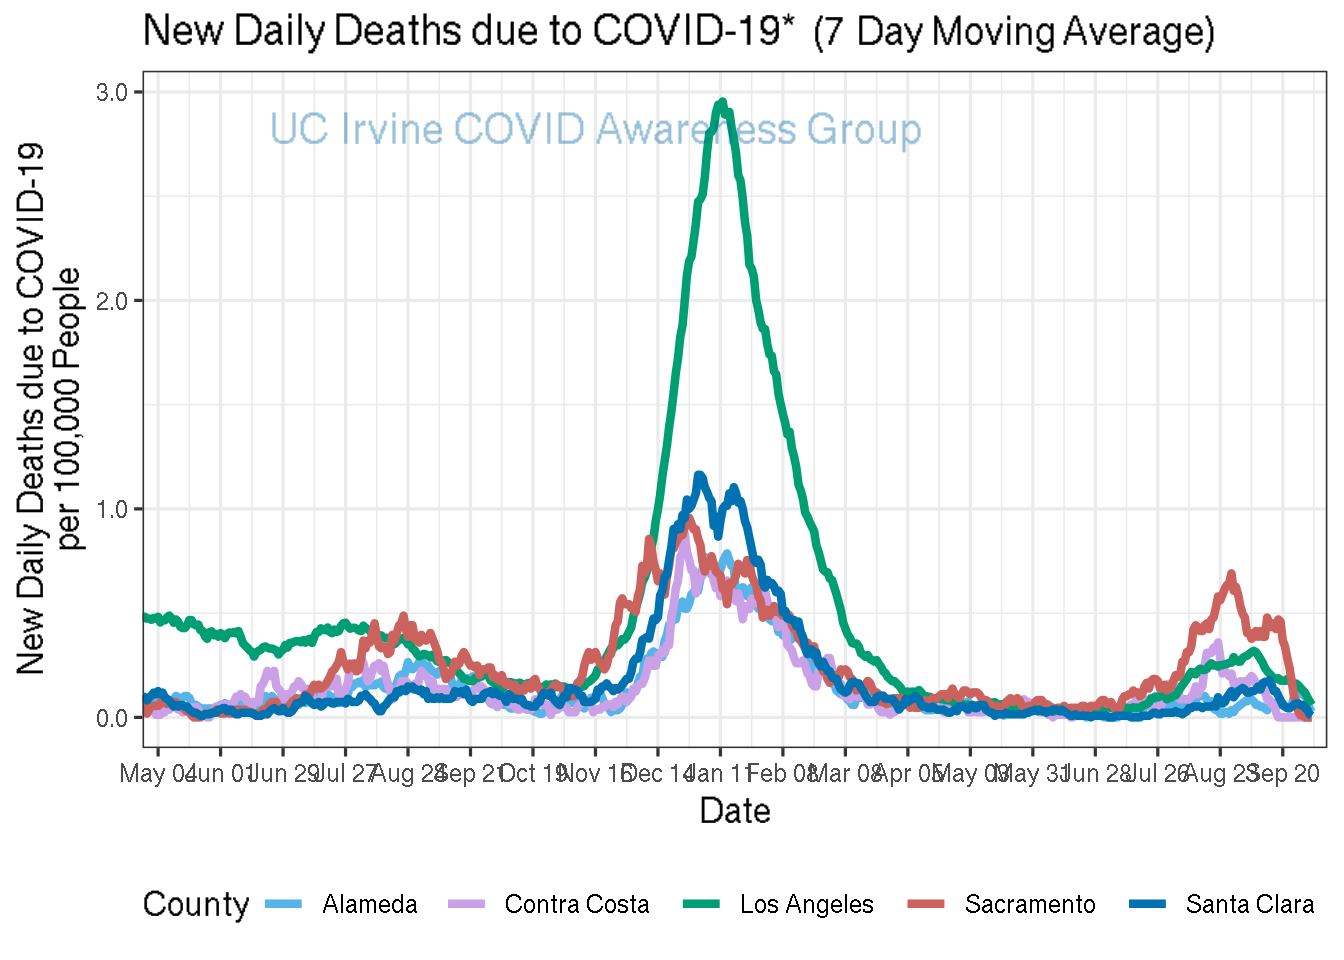 New Daily Deaths due to COVID-19* (7 Day Moving Average)
UC Irvine COVID Awareness Group
New Daily Deaths due to COVID-19
per 100,000 People
3.0
2.0
1.0
0.0
May 04 Jun 01 Jun 29 Jul 27 Aug 24 Sep 21 Oct 19 Nov 16 Dec 14 Jan 11 Feb 08 Mar 08 Apr 05 May 03 May 31 Jun 28 Jul 26 Aug 23 Sep 20
Date
County Alameda Contra Costa Los Angeles Sacramento Santa Clara